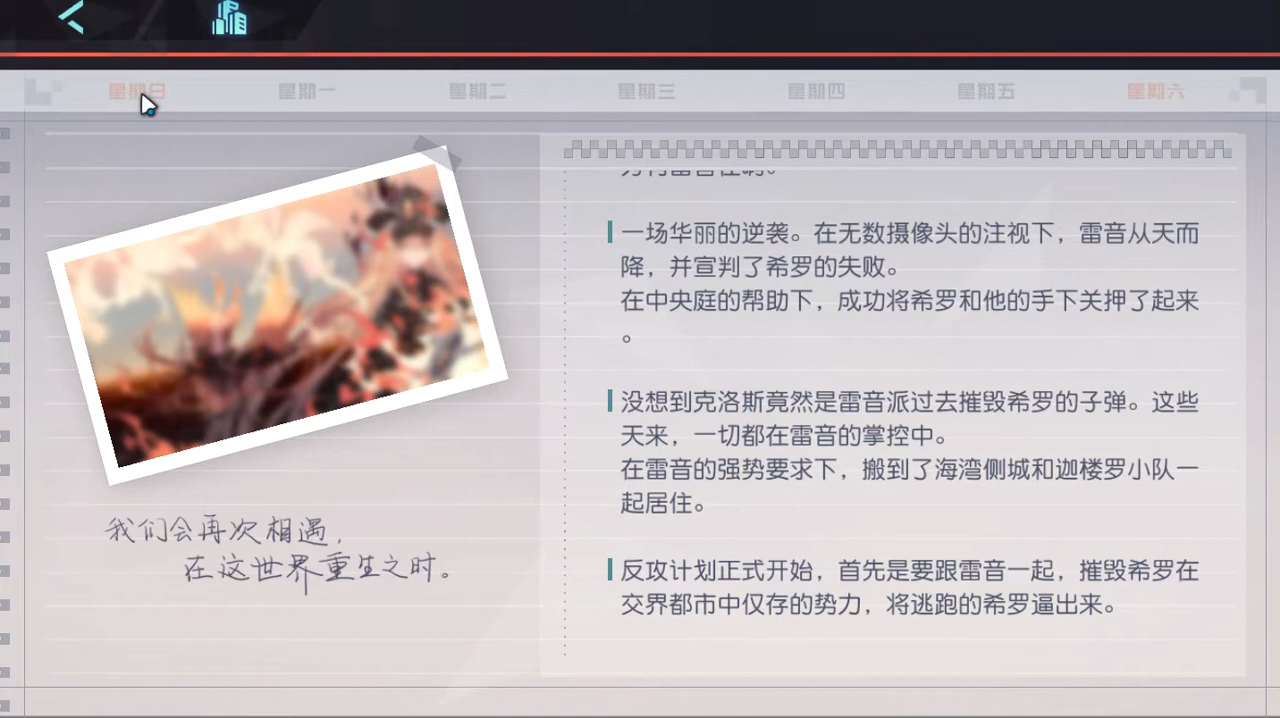 星期日 星期一 星期二 星期三 星期四 星期五 星期六
一场华丽的逆袭。在无数摄像头的注视下，雷音从天而
降，并宣判了希罗的失败。
在中央庭的帮助下，成功将希罗和他的手下关押了起来
。
没想到克洛斯竟然是雷音派过去摧毁希罗的子弹。这些
天来，一切都在雷音的掌控中。
在雷音的强势要求下，搬到了海湾侧城和迦楼罗小队一
起居住。
反攻计划正式开始，首先是要跟雷音一起，摧毁希罗在
交界都市中仅存的势力，将逃跑的希罗逼出来。
我们会再次相遇，
在这世界重生之时。